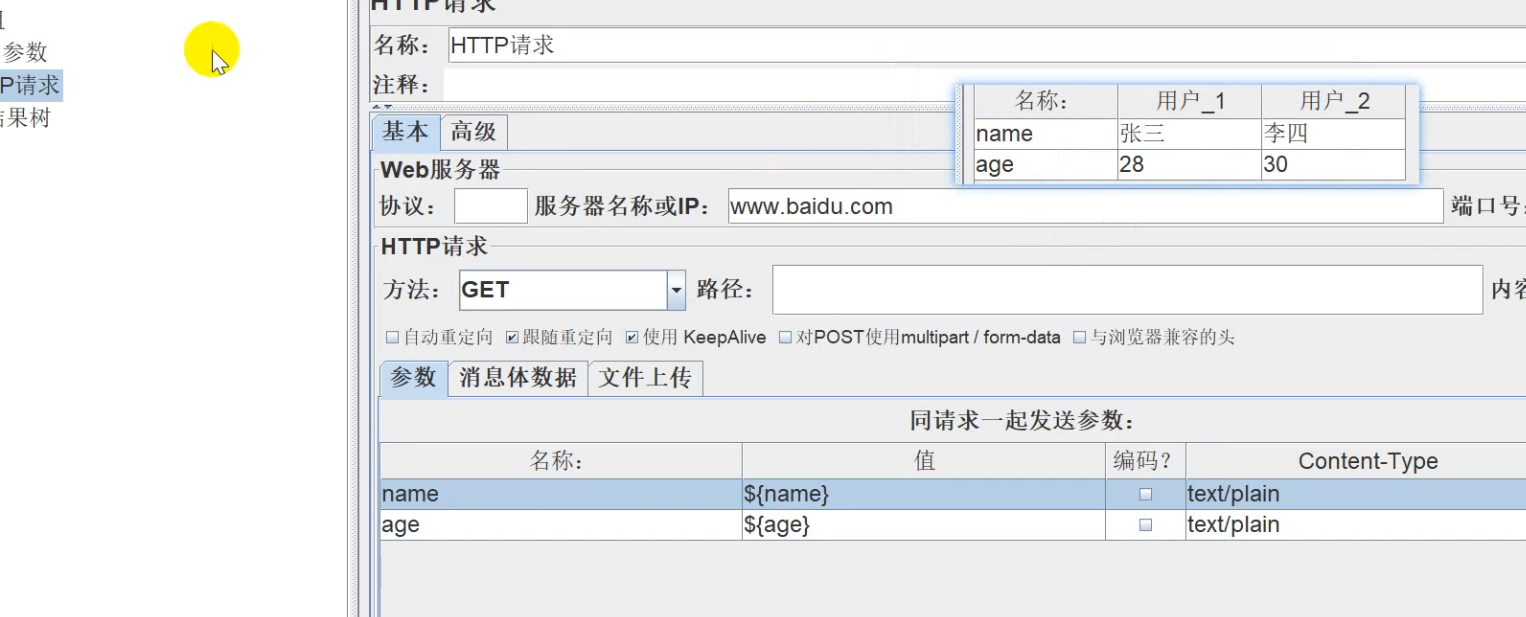 HTTP请求
参数
P请求
结果树
名称： HTTP请求
注释：
名称： 用户_1 用户_2
name 张三 李四
age 28 30
基本 高级
Web服务器
协议： 服务器名称或IP： www.baidu.com 端口号：
HTTP请求
方法： GET 路径： 内容
自动重定向 跟随重定向 使用 KeepAlive 对POST使用multipart / form-data 与浏览器兼容的头
参数 消息体数据 文件上传
同请求一起发送参数：
名称： 值 编码？ Content-Type
name ${name} text/plain
age ${age} text/plain